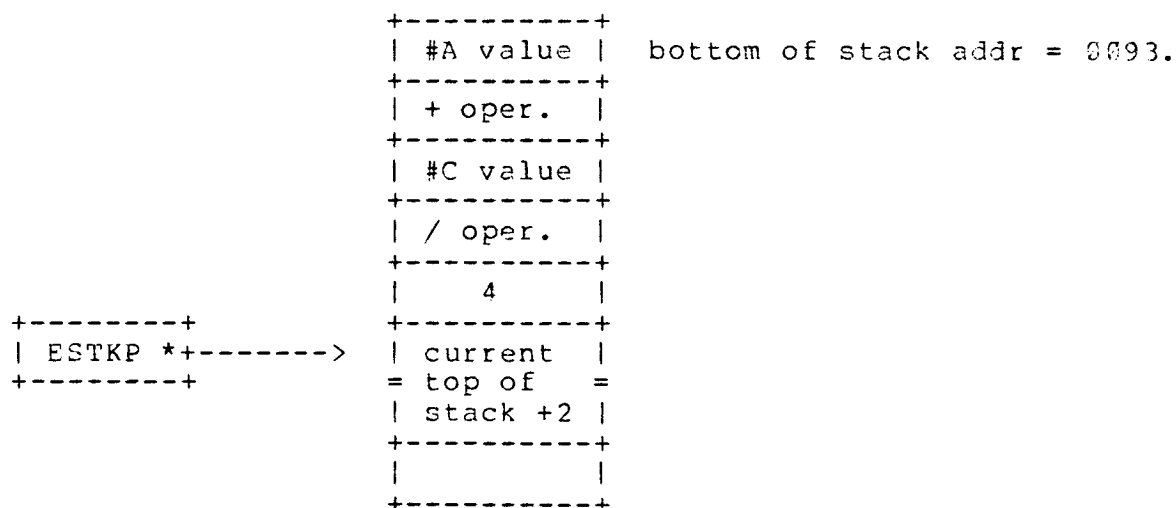 +----------+
| #A value | bottom of stack addr = 0093.
+----------+
| + oper. |
+----------+
| #C value |
+----------+
| / oper. |
+----------+
| 4 |
+--------+ +----------+
| ESTKP *+-------> | current |
+--------+ = top of =
| stack +2 |
+----------+
| |
+-----------+